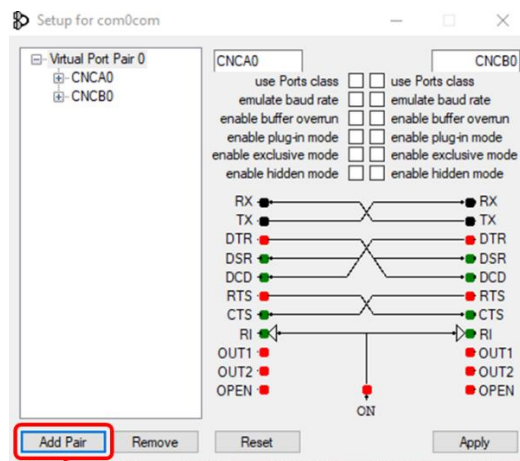 Setup for com0com
Virtual Port Pair 0
CNCA0
CNCB0
CNCA0 CNCB0
use Ports class use Ports class
emulate baud rate emulate baud rate
enable buffer overrun enable buffer overrun
enable plug-in mode enable plug-in mode
enable exclusive mode enable exclusive mode
enable hidden mode enable hidden mode
RX RX
TX TX
DTR DTR
DSR DSR
DCD DCD
RTS RTS
CTS CTS
RI RI
OUT1 OUT1
OUT2 OUT2
OPEN OPEN
ON
Add Pair Remove Reset Apply